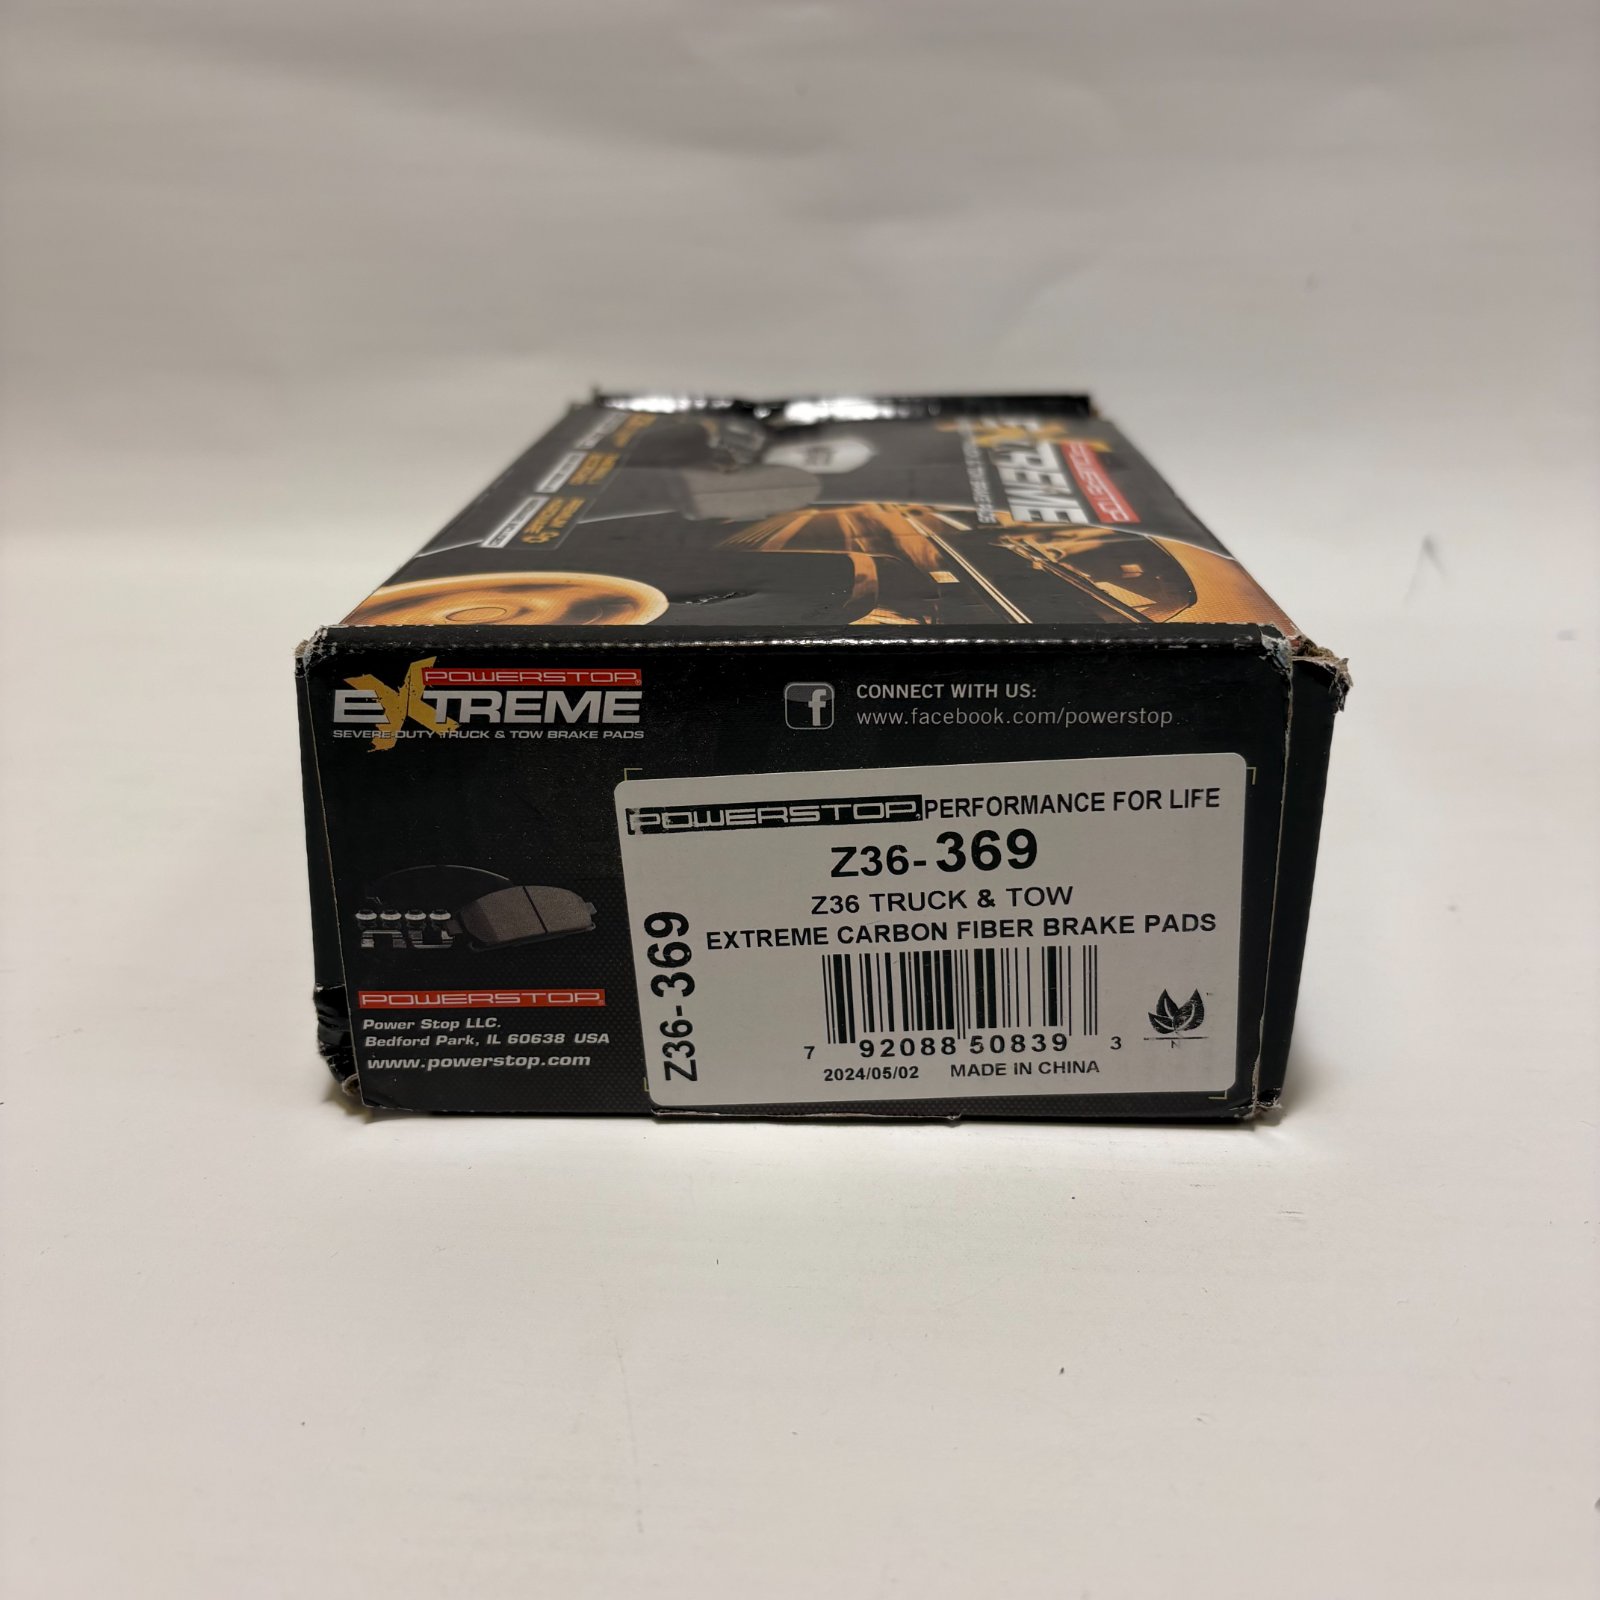 EXTREME
POWERSTOP
POWERSTOP
EXTREME
SEVERE-DUTY TRUCK & TOW BRAKE PADS
f
CONNECT WITH US:
www.facebook.com/powerstop
POWERSTOP PERFORMANCE FOR LIFE
Z36-369
Z36 TRUCK & TOW
EXTREME CARBON FIBER BRAKE PADS
Z36-369
7 92088 50839 3
N
2024/05/02 MADE IN CHINA
POWERSTOP
Power Stop LLC.
Bedford Park, IL 60638 USA
www.powerstop.com